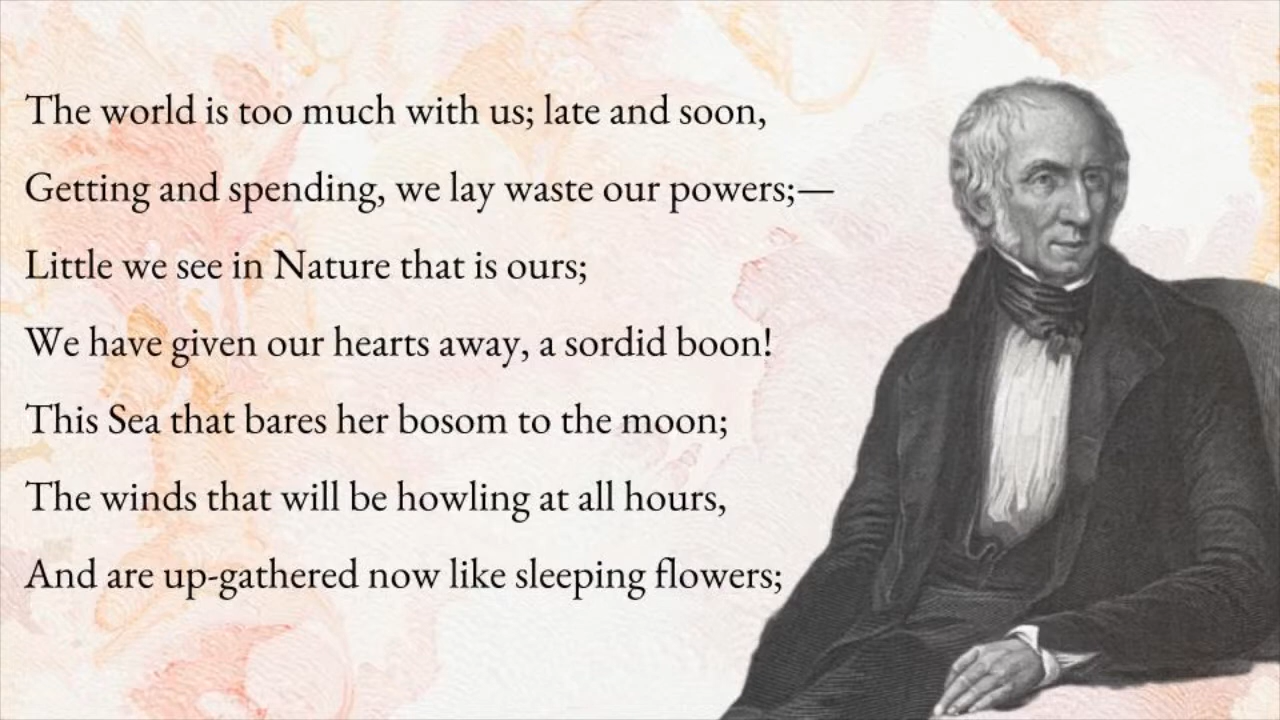 The world is too much with us; late and soon,
Getting and spending, we lay waste our powers;—
Little we see in Nature that is ours;
We have given our hearts away, a sordid boon!
This Sea that bares her bosom to the moon;
The winds that will be howling at all hours,
And are up-gathered now like sleeping flowers;